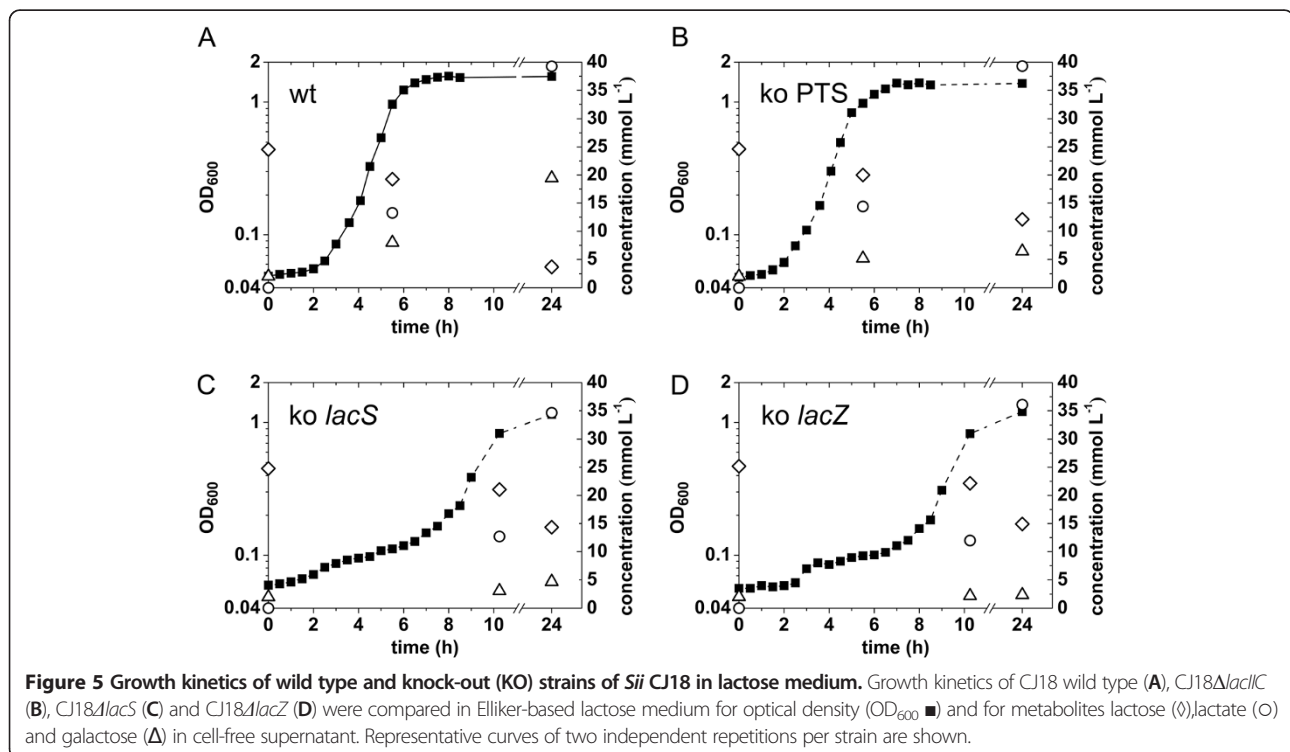 A
wt
OD600
2
1
0.1
0.04
0 2 4 6 8 10 24
time (h)
40
35
30
25
20
15
10
5
0
concentration (mmol L-1)
B
ko PTS
OD600
2
1
0.1
0.04
0 2 4 6 8 10 24
time (h)
40
35
30
25
20
15
10
5
0
concentration (mmol L-1)
C
ko lacS
OD600
2
1
0.1
0.04
0 2 4 6 8 10 24
time (h)
40
35
30
25
20
15
10
5
0
concentration (mmol L-1)
D
ko lacZ
OD600
2
1
0.1
0.04
0 2 4 6 8 10 24
time (h)
40
35
30
25
20
15
10
5
0
concentration (mmol L-1)
Figure 5 Growth kinetics of wild type and knock-out (KO) strains of Sii CJ18 in lactose medium. Growth kinetics of CJ18 wild type (A), CJ18ΔlacIIC
(B), CJ18ΔlacS (C) and CJ18ΔlacZ (D) were compared in Elliker-based lactose medium for optical density (OD600 ■) and for metabolites lactose (◊),lactate (O)
and galactose (Δ) in cell-free supernatant. Representative curves of two independent repetitions per strain are shown.